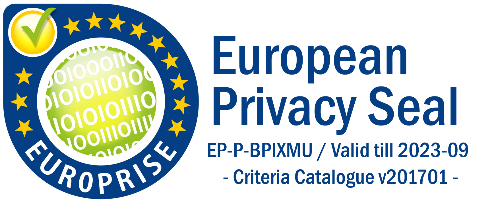 European
Privacy Seal
EP-P-BPIXMU / Valid till 2023-09
- Criteria Catalogue v201701 -
EUROPRISE